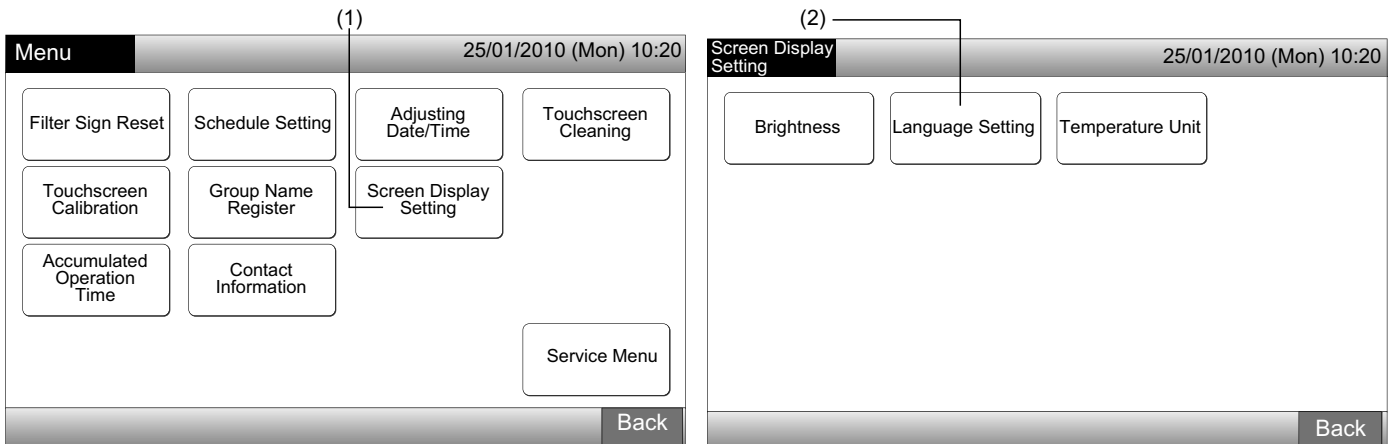 (1)
Menu
25/01/2010 (Mon) 10:20
Filter Sign Reset
Schedule Setting
Adjusting
Date/Time
Touchscreen
Cleaning
Touchscreen
Calibration
Group Name
Register
Screen Display
Setting
Accumulated
Operation
Time
Contact
Information
Service Menu
Back
(2)
Screen Display
Setting
25/01/2010 (Mon) 10:20
Brightness
Language Setting
Temperature Unit
Back